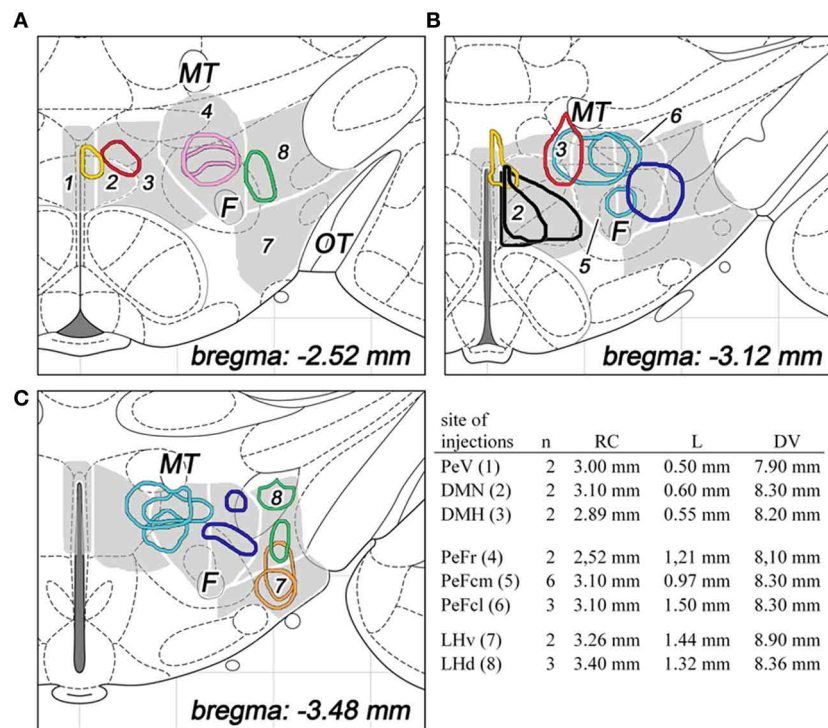 A
MT
4
8
1
2
3
F
7
OT
bregma: -2.52 mm
B
MT
6
3
2
F
5
bregma: -3.12 mm
C
MT
8
F
7
bregma: -3.48 mm
site of
injections n RC L DV
PeV (1) 2 3.00 mm 0.50 mm 7.90 mm
DMN (2) 2 3.10 mm 0.60 mm 8.30 mm
DMH (3) 2 2.89 mm 0.55 mm 8.20 mm
PeFr (4) 2 2,52 mm 1,21 mm 8,10 mm
PeFcm (5) 6 3.10 mm 0.97 mm 8.30 mm
PeFcl (6) 3 3.10 mm 1.50 mm 8.30 mm
LHv (7) 2 3.26 mm 1.44 mm 8.90 mm
LHd (8) 3 3.40 mm 1.32 mm 8.36 mm